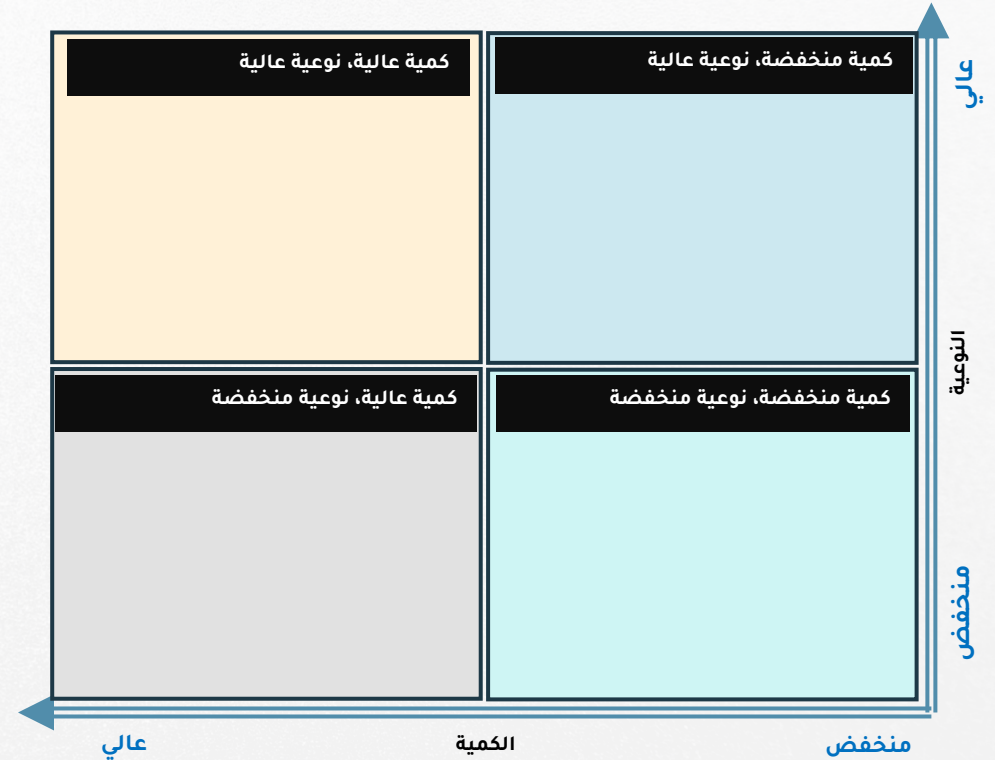 عالي
كمية منخفضة، نوعية عالية
كمية عالية، نوعية عالية
النوعية
كمية منخفضة، نوعية منخفضة
كمية عالية، نوعية منخفضة
منخفض
منخفض
الكمية
عالي